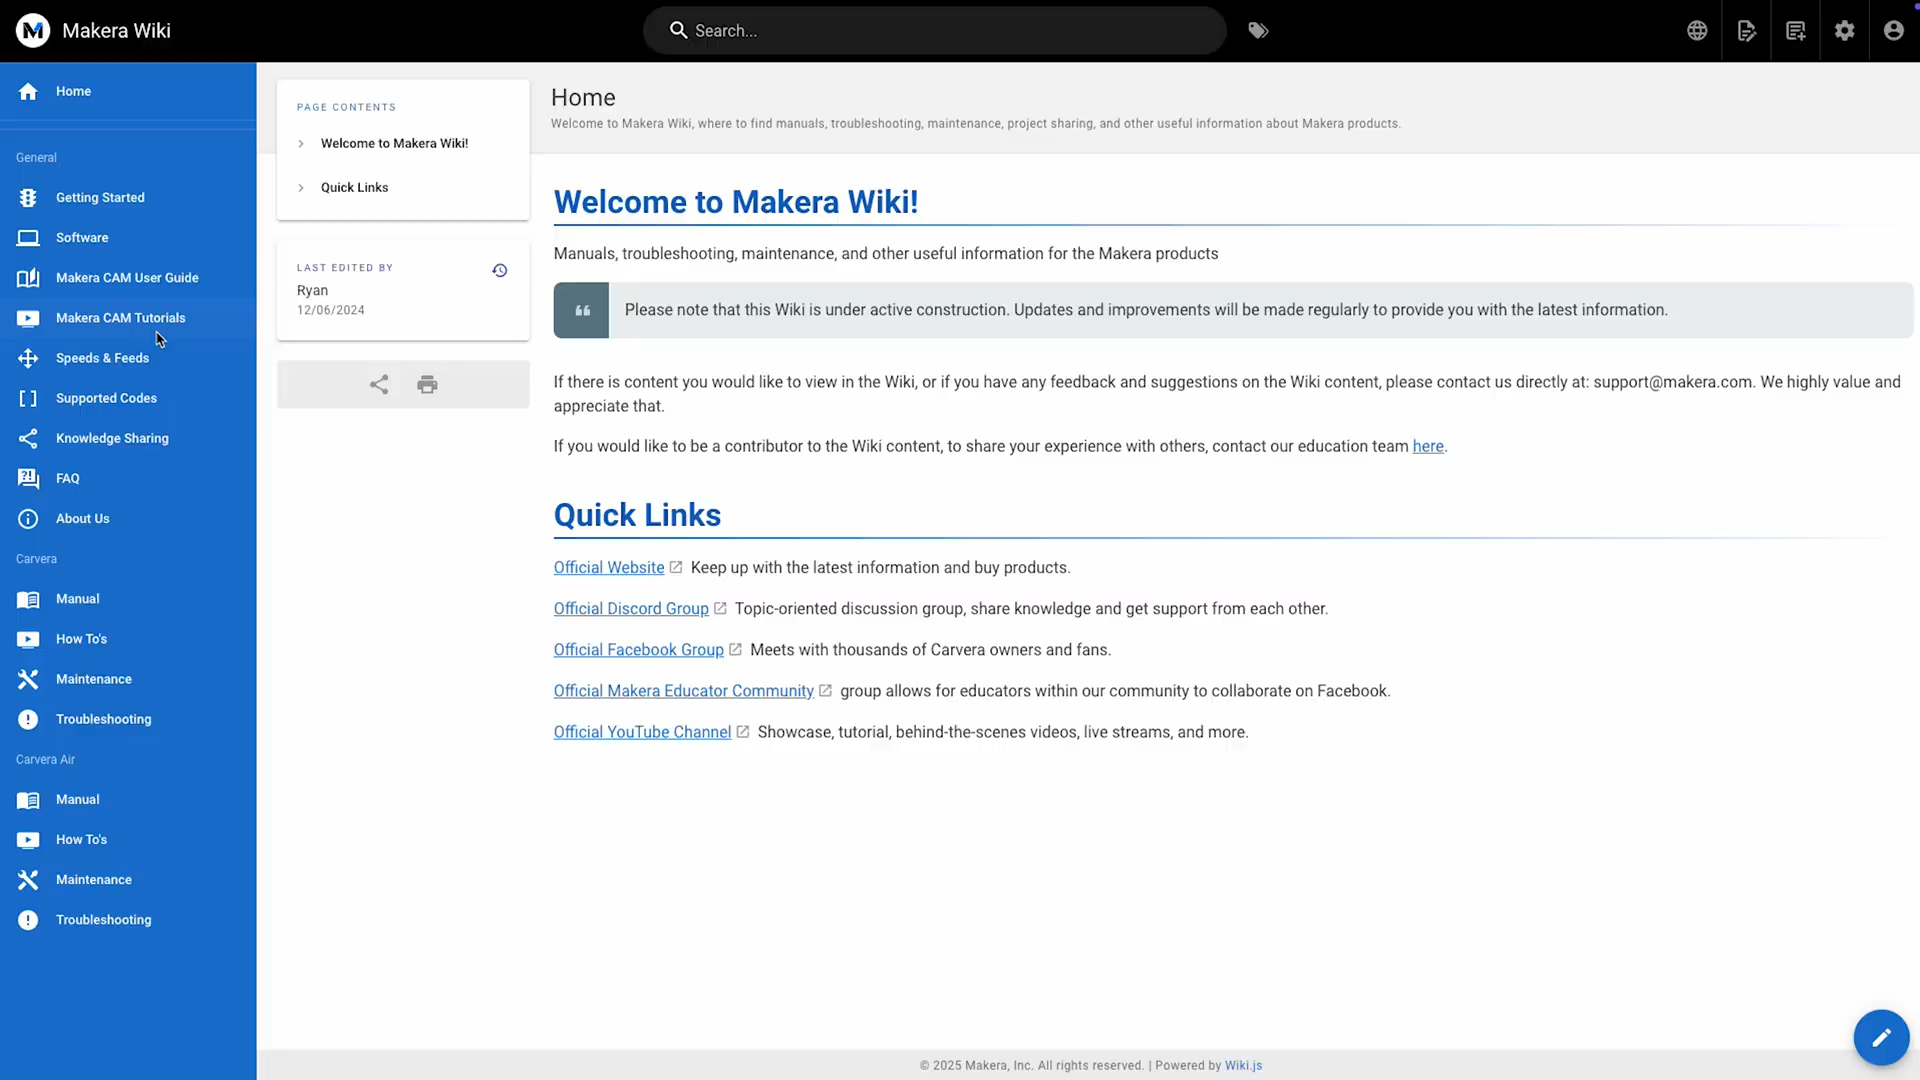 Makera Wiki
Search...
Home
General
Getting Started
Software
Makera CAM User Guide
Makera CAM Tutorials
Speeds & Feeds
Supported Codes
Knowledge Sharing
FAQ
About Us
Carvera
Manual
How To's
Maintenance
Troubleshooting
Carvera Air
Manual
How To's
Maintenance
Troubleshooting
PAGE CONTENTS
Welcome to Makera Wiki!
Quick Links
LAST EDITED BY
Ryan
12/06/2024
Home
Welcome to Makera Wiki, where to find manuals, troubleshooting, maintenance, project sharing, and other useful information about Makera products.
Welcome to Makera Wiki!
Manuals, troubleshooting, maintenance, and other useful information for the Makera products
Please note that this Wiki is under active construction. Updates and improvements will be made regularly to provide you with the latest information.
If there is content you would like to view in the Wiki, or if you have any feedback and suggestions on the Wiki content, please contact us directly at: support@makera.com. We highly value and
appreciate that.
If you would like to be a contributor to the Wiki content, to share your experience with others, contact our education team here.
Quick Links
Official Website Keep up with the latest information and buy products.
Official Discord Group Topic-oriented discussion group, share knowledge and get support from each other.
Official Facebook Group Meets with thousands of Carvera owners and fans.
Official Makera Educator Community group allows for educators within our community to collaborate on Facebook.
Official YouTube Channel Showcase, tutorial, behind-the-scenes videos, live streams, and more.
© 2025 Makera, Inc. All rights reserved. | Powered by Wiki.js